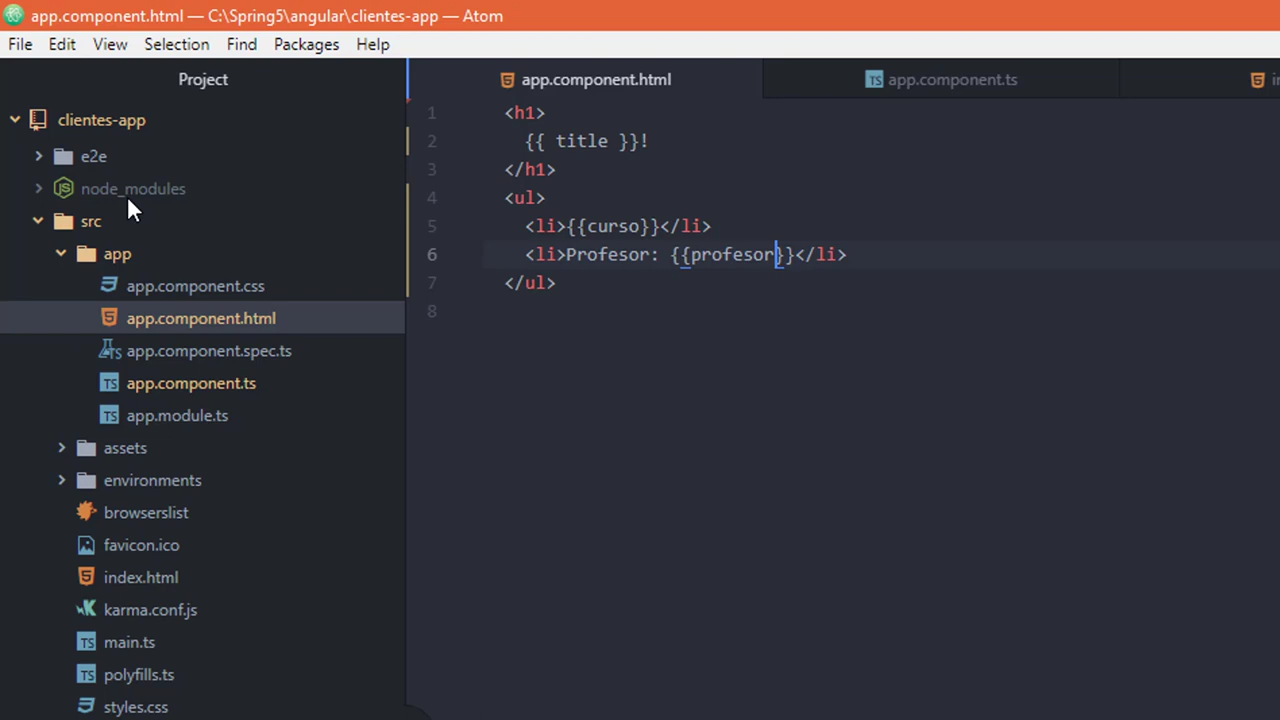 app.component.html — C:\Spring5\angular\clientes-app — Atom
File Edit View Selection Find Packages Help
Project
clientes-app
e2e
node_modules
src
app
app.component.css
app.component.html
app.component.spec.ts
app.component.ts
app.module.ts
assets
environments
browserslist
favicon.ico
index.html
karma.conf.js
main.ts
polyfills.ts
styles.css
app.component.html app.component.ts
1 <h1>
2 {{ title }}!
3 </h1>
4 <ul>
5 <li>{{curso}}</li>
6 <li>Profesor: {{profesor}}</li>
7 </ul>
8